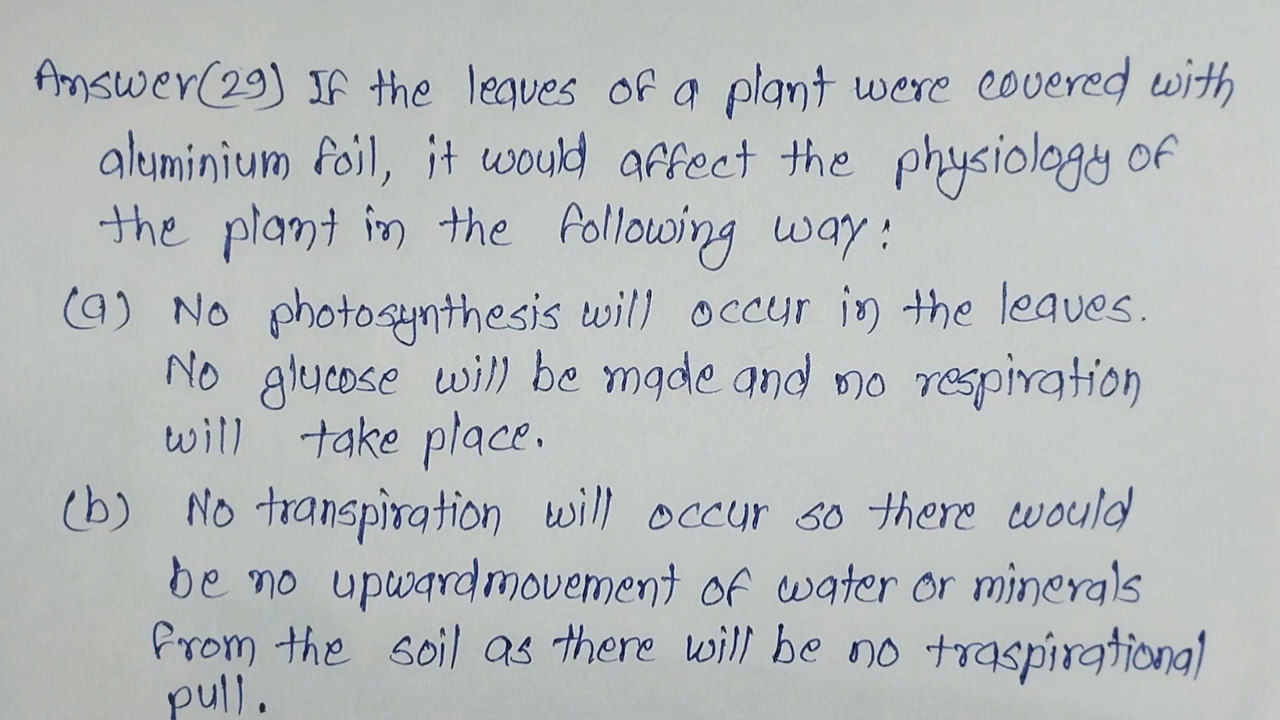 Answer(29) If the leaves of a plant were covered with
aluminium foil, it would affect the physiology of
the plant in the following way:
(a) No photosynthesis will occur in the leaves.
No glucose will be made and no respiration
will take place.
(b) No transpiration will occur so there would
be no upward movement of water or minerals
from the soil as there will be no traspirational
pull.